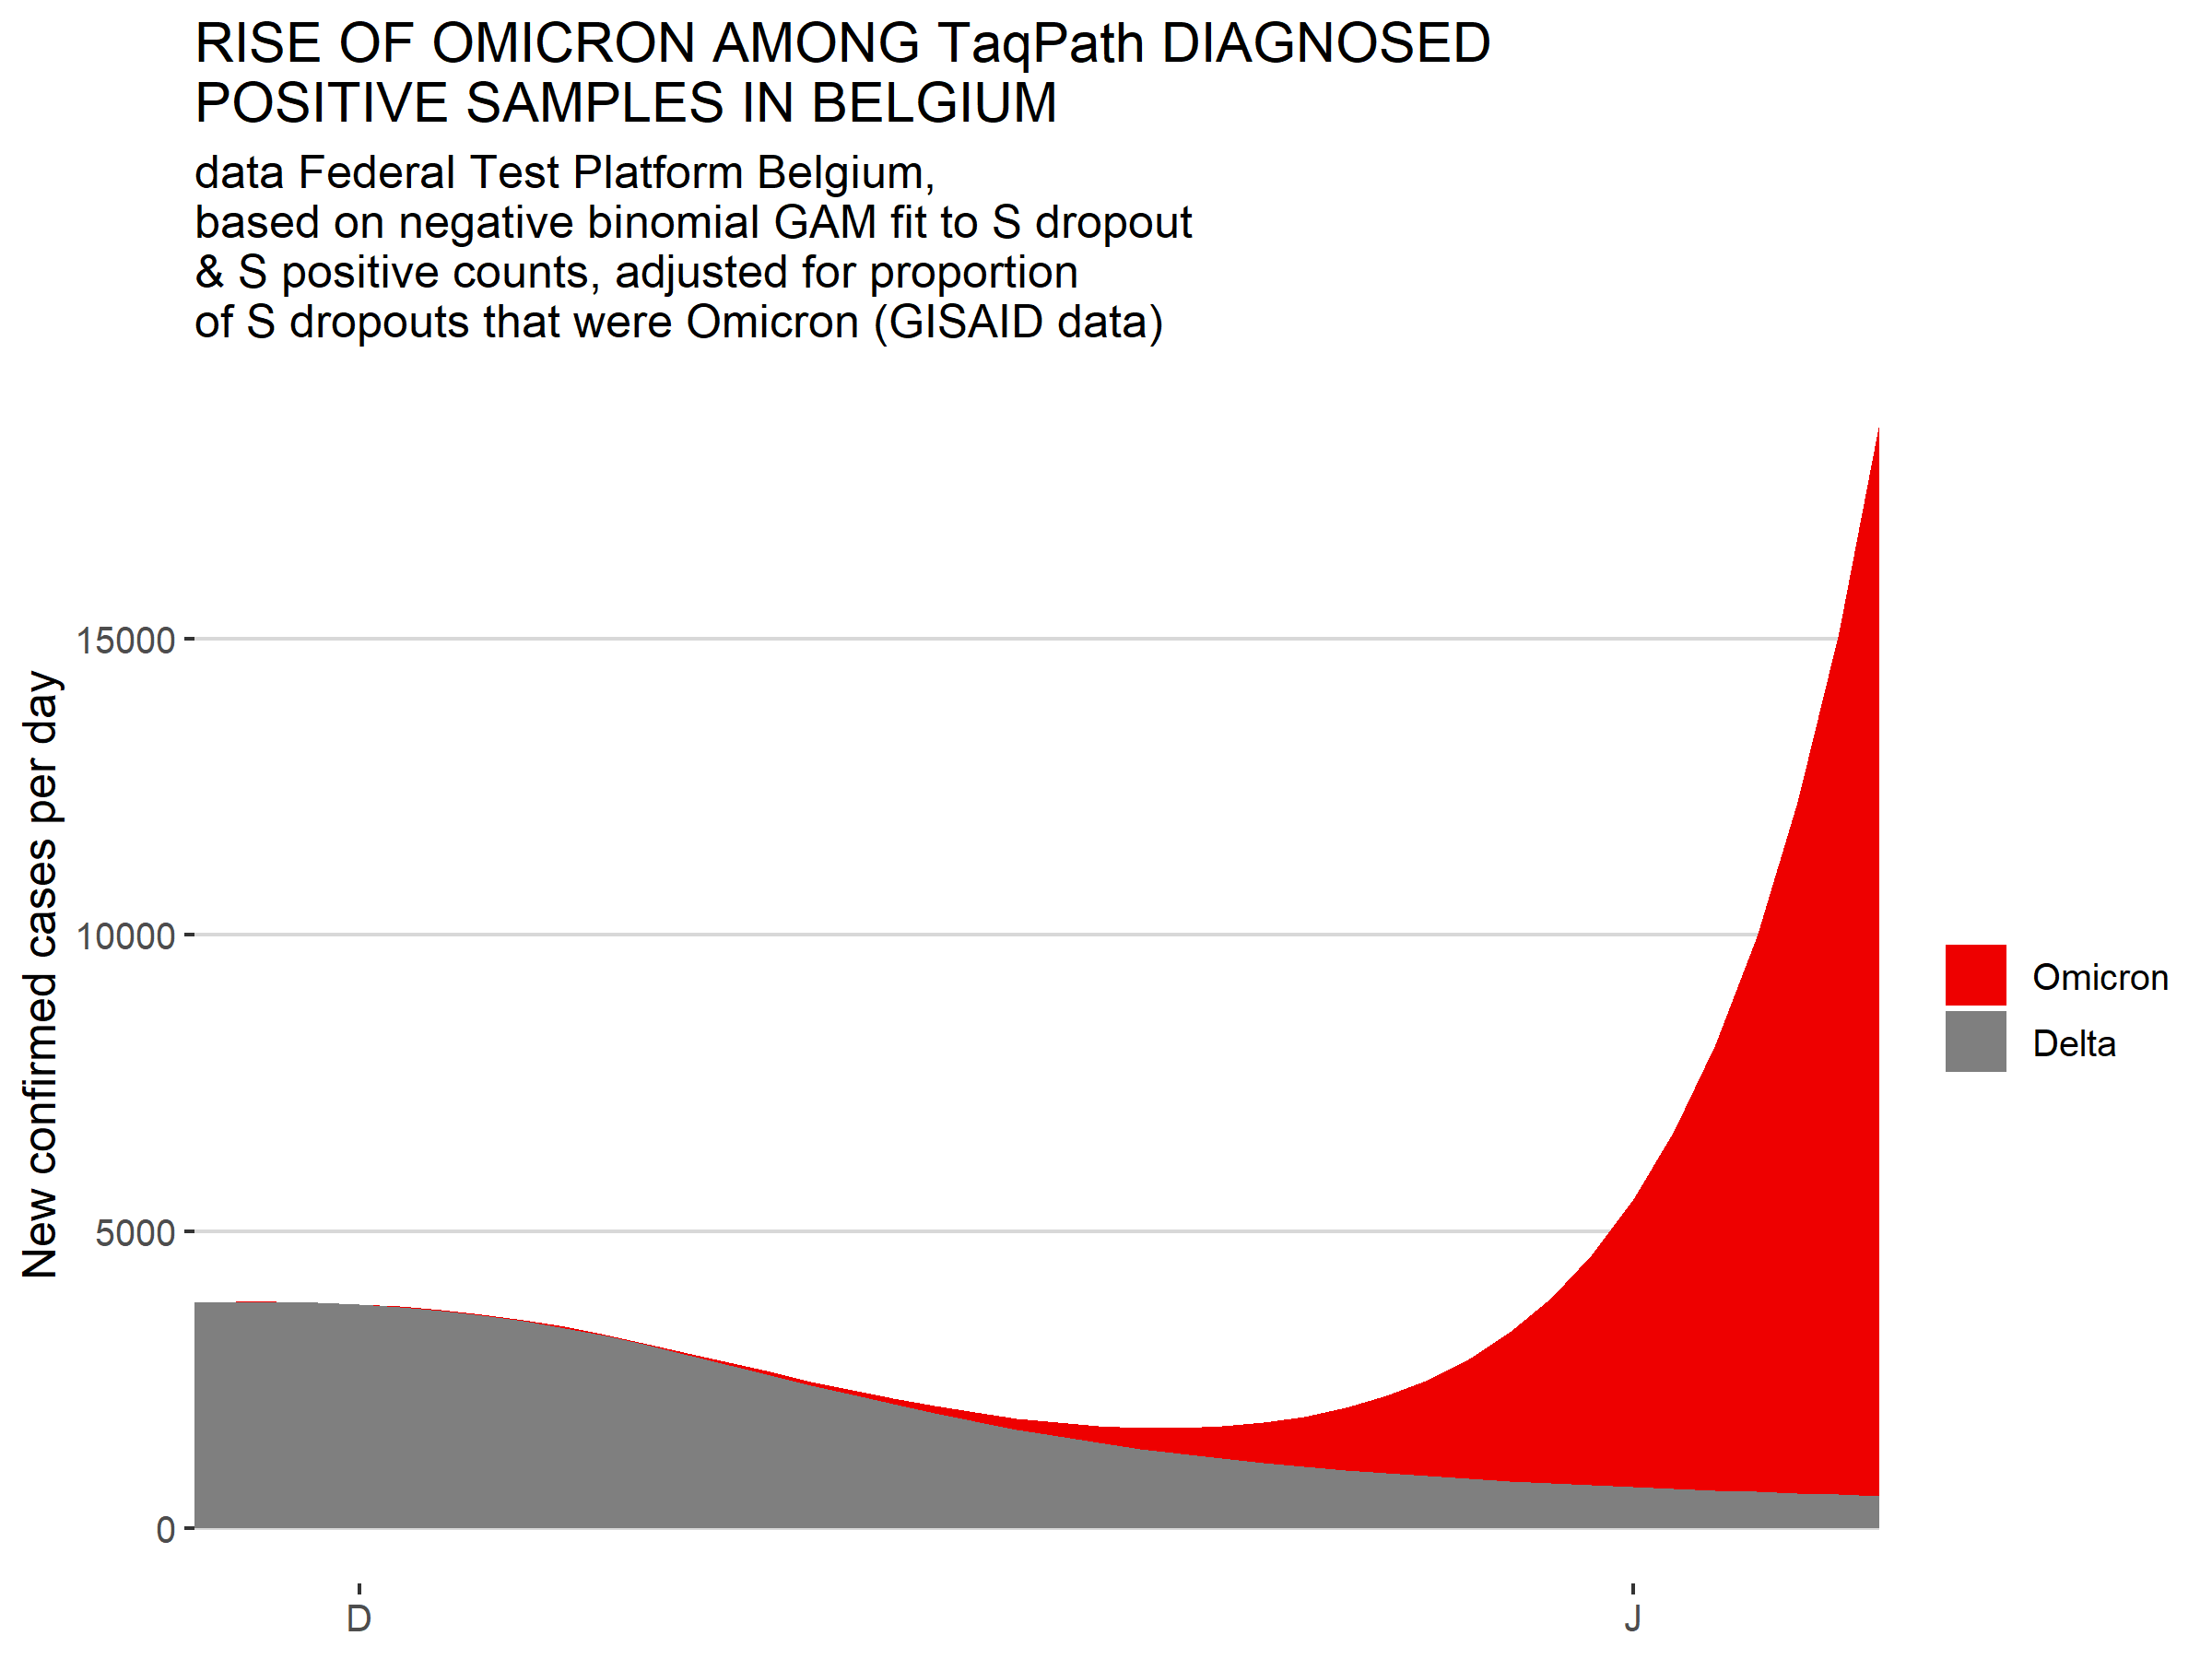 RISE OF OMICRON AMONG TaqPath DIAGNOSED
POSITIVE SAMPLES IN BELGIUM
data Federal Test Platform Belgium,
based on negative binomial GAM fit to S dropout
& S positive counts, adjusted for proportion
of S dropouts that were Omicron (GISAID data)
New confirmed cases per day
15000
10000
5000
0
D
J
Omicron
Delta